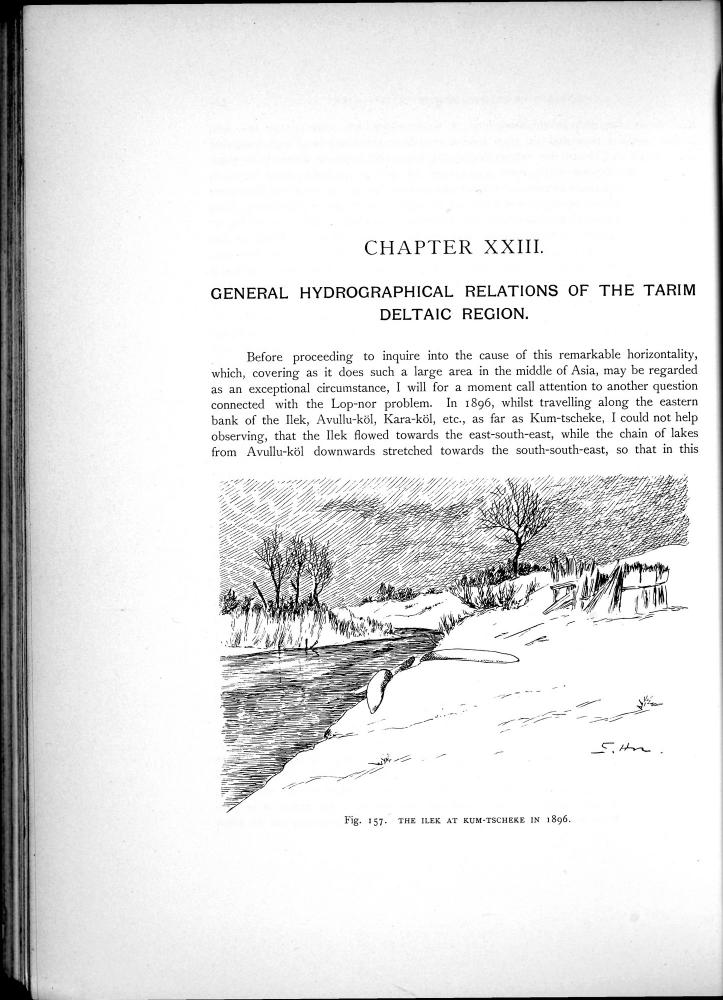 CHAPTER XXIII.
GENERAL HYDROGRAPHICAL RELATIONS OF THE TARIM
DELTAIC REGION.
Before proceeding to inquire into the cause of this remarkable horizontality,
which, covering as it does such a large area in the middle of Asia, may be regarded
as an exceptional circumstance, I will for a moment call attention to another question
connected with the Lop-nor problem. In 1896, whilst travelling along the eastern
bank of the Ilek, Avullu-köl, Kara-köl, etc., as far as Kum-tscheke, I could not help
observing, that the Ilek flowed towards the east-south-east, while the chain of lakes
from Avullu-köl downwards stretched towards the south-south-east, so that in this
Fig. 157. THE ILEK AT KUM-TSCHEKE IN 1896.